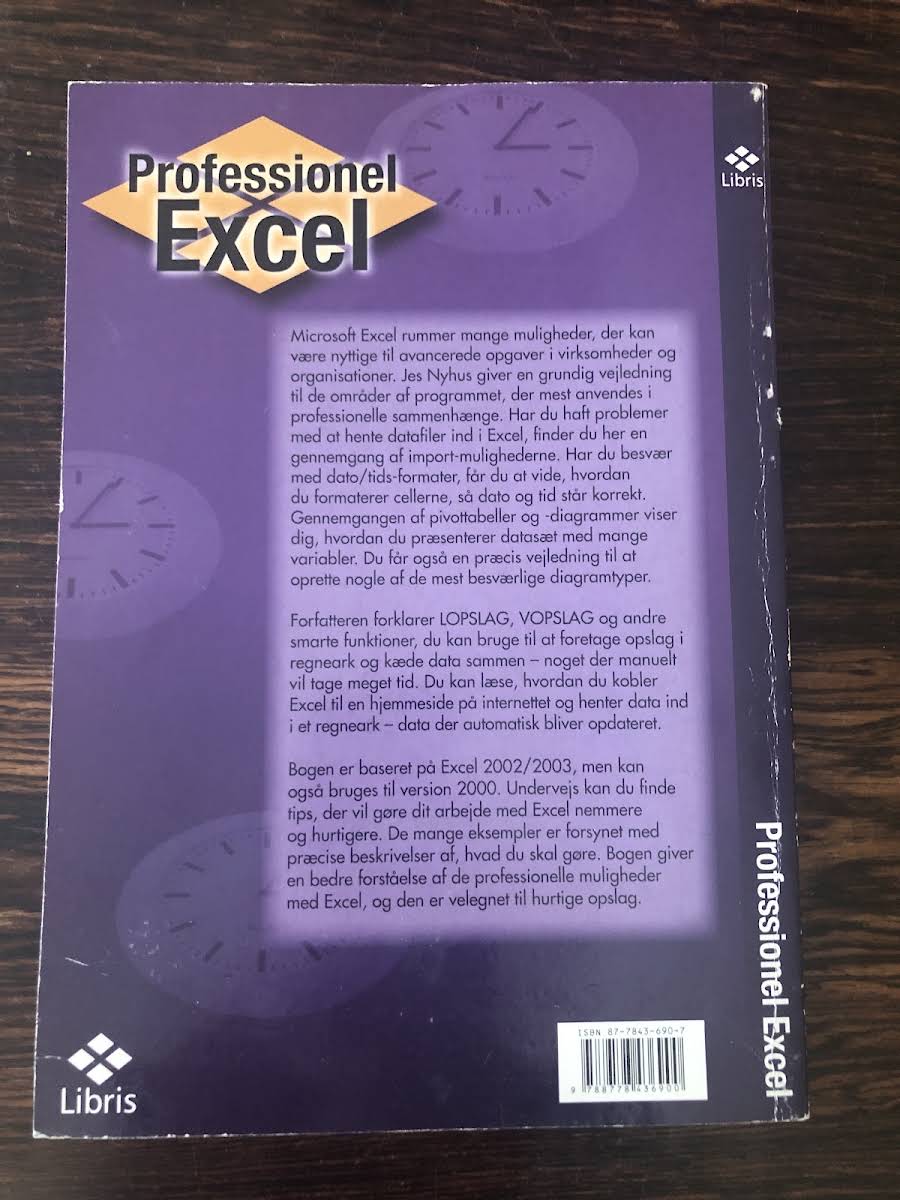 Professionel
Excel
Libris
Microsoft Excel rummer mange muligheder, der kan
være nyttige til avancerede opgaver i virksomheder og
organisationer. Jes Nyhus giver en grundig vejledning
til de områder af programmet, der mest anvendes i
professionelle sammenhænge. Har du haft problemer
med at hente datafiler ind i Excel, finder du her en
gennemgang af import-mulighederne. Har du besvær
med dato/tids-formater, får du at vide, hvordan
du formaterer cellerne, så dato og tid står korrekt.
Gennemgangen af pivottabeller og -diagrammer viser
dig, hvordan du præsenterer datasæt med mange
variabler. Du får også en præcis vejledning til at
oprette nogle af de mest besværlige diagramtyper.
Forfatteren forklarer LOPSLAG, VOPSLAG og andre
smarte funktioner, du kan bruge til at foretage opslag i
regneark og kæde data sammen – noget der manuelt
vil tage meget tid. Du kan læse, hvordan du kobler
Excel til en hjemmeside på internettet og henter data ind
i et regneark – data der automatisk bliver opdateret.
Bogen er baseret på Excel 2002/2003, men kan
også bruges til version 2000. Undervejs kan du finde
tips, der vil gøre dit arbejde med Excel nemmere
og hurtigere. De mange eksempler er forsynet med
præcise beskrivelser af, hvad du skal gøre. Bogen giver
en bedre forståelse af de professionelle muligheder
med Excel, og den er velegnet til hurtige opslag.
Professionel Excel
ISBN 87-7843-690-7
9 788778 436900
Libris